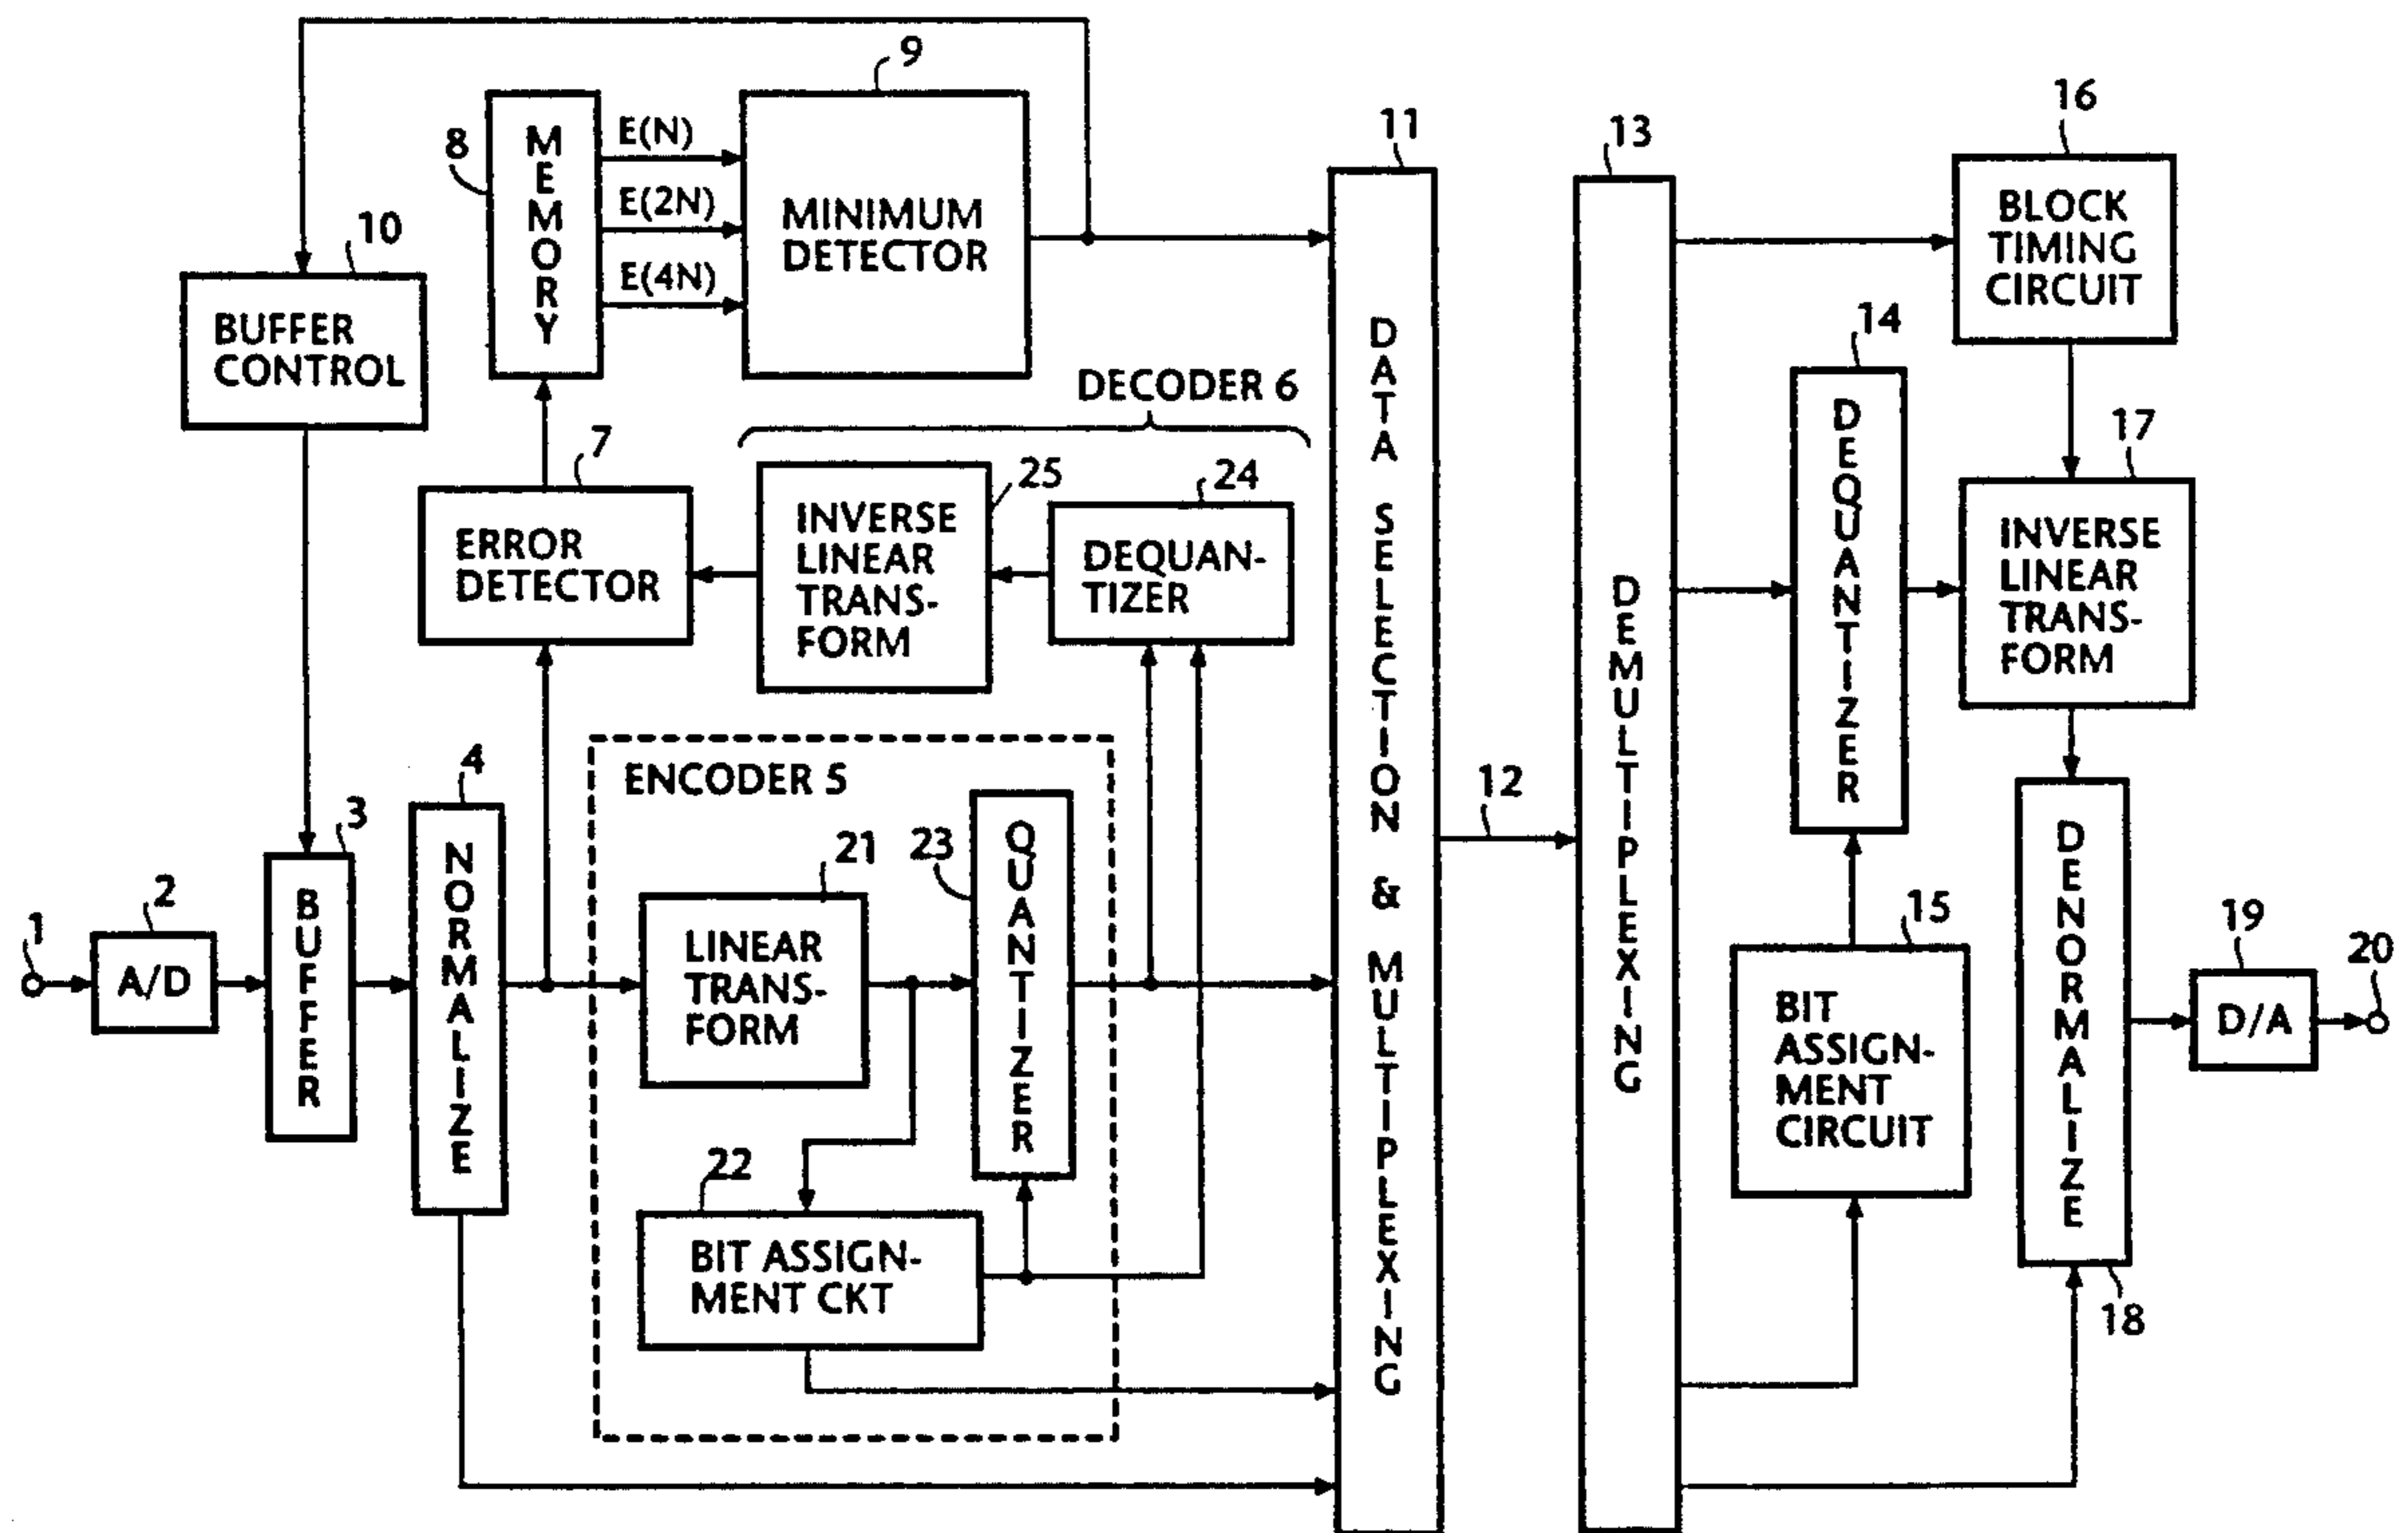 9
16
8
MEMORY
E(N)
E(2N)
E(4N)
MINIMUM
DETECTOR
11
13
BLOCK
TIMING
CIRCUIT
10
BUFFER
CONTROL
DECODER 6
14
7
25
24
17
ERROR
DETECTOR
INVERSE
LINEAR
TRANS-
FORM
DEQUAN-
TIZER
DATA SELECTION & MULTIPLEXING
12
DEMULTIPLEXING
DEQUANTIZER
INVERSE
LINEAR
TRANS-
FORM
4
ENCODER 5
3
21
23
QUANTIZER
1
2
A/D
BUFFER
NORMALIZE
LINEAR
TRANS-
FORM
15
BIT
ASSIGN-
MENT
CIRCUIT
DENORMALIZE
19
D/A
20
22
BIT ASSIGN-
MENT CKT
18